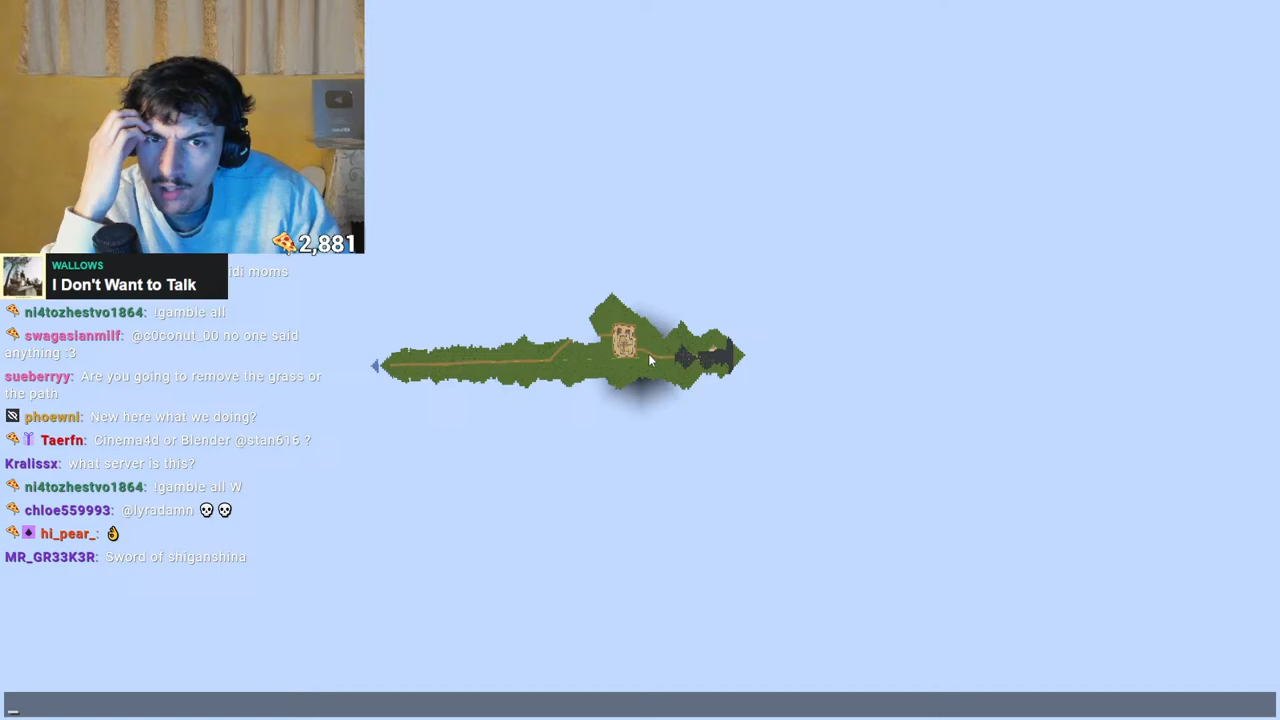 2,881
WALLOWS
I Don't Want to Talk
idi moms
ni4tozhestvo1864: !gamble all
swagasianmilf: @c0conut_00 no one said
anything :3
sueberryy: Are you going to remove the grass or
the path
phoewni: New here what we doing?
Taerfn: Cinema4d or Blender @stan616 ?
Kralissx: what server is this?
ni4tozhestvo1864: !gamble all W
chloe559993: @lyradamn 💀💀
hi_pear_: 👌
MR_GR33K3R: Sword of shiganshina
_